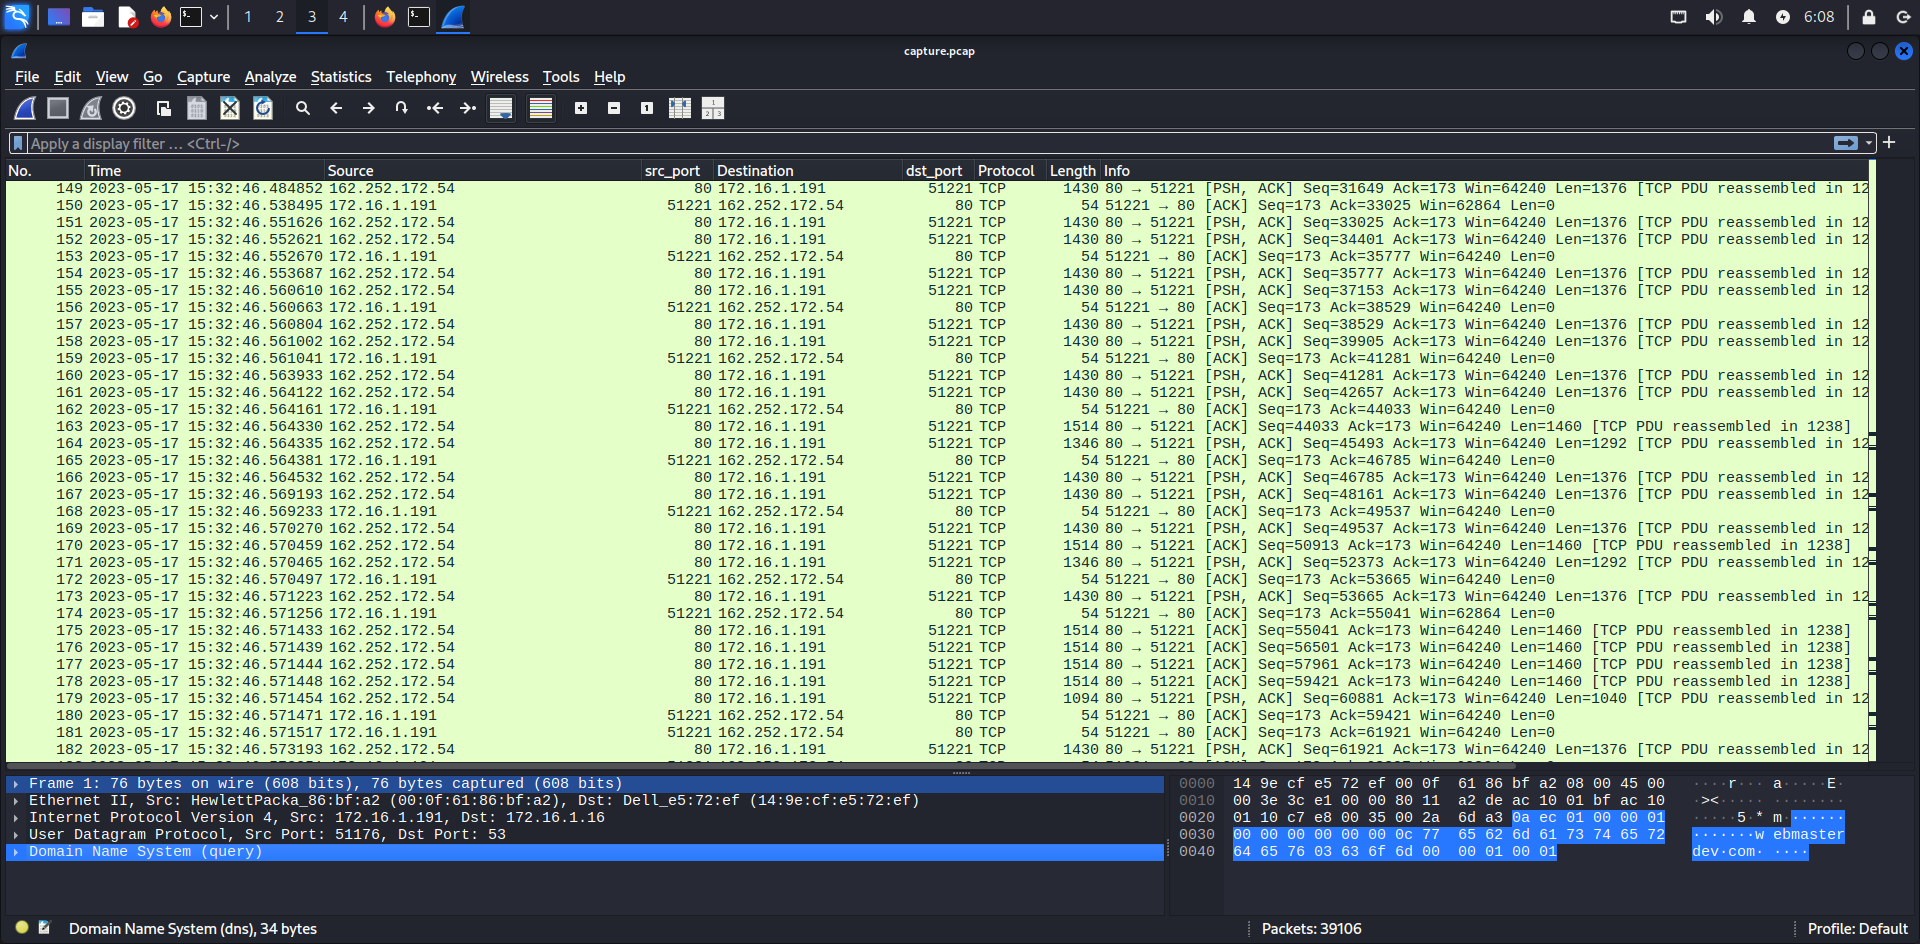 1 2 3 4 6:08
capture.pcap
File Edit View Go Capture Analyze Statistics Telephony Wireless Tools Help
Apply a display filter … <Ctrl-/>
No. Time Source src_port Destination dst_port Protocol Length Info
149 2023-05-17 15:32:46.484852 162.252.172.54 80 172.16.1.191 51221 TCP 1430 80 → 51221 [PSH, ACK] Seq=31649 Ack=173 Win=64240 Len=1376 [TCP PDU reassembled in 12
150 2023-05-17 15:32:46.538495 172.16.1.191 51221 162.252.172.54 80 TCP 54 51221 → 80 [ACK] Seq=173 Ack=33025 Win=62864 Len=0
151 2023-05-17 15:32:46.551626 162.252.172.54 80 172.16.1.191 51221 TCP 1430 80 → 51221 [PSH, ACK] Seq=33025 Ack=173 Win=64240 Len=1376 [TCP PDU reassembled in 12
152 2023-05-17 15:32:46.552621 162.252.172.54 80 172.16.1.191 51221 TCP 1430 80 → 51221 [PSH, ACK] Seq=34401 Ack=173 Win=64240 Len=1376 [TCP PDU reassembled in 12
153 2023-05-17 15:32:46.552670 172.16.1.191 51221 162.252.172.54 80 TCP 54 51221 → 80 [ACK] Seq=173 Ack=35777 Win=64240 Len=0
154 2023-05-17 15:32:46.553687 162.252.172.54 80 172.16.1.191 51221 TCP 1430 80 → 51221 [PSH, ACK] Seq=35777 Ack=173 Win=64240 Len=1376 [TCP PDU reassembled in 12
155 2023-05-17 15:32:46.560610 162.252.172.54 80 172.16.1.191 51221 TCP 1430 80 → 51221 [PSH, ACK] Seq=37153 Ack=173 Win=64240 Len=1376 [TCP PDU reassembled in 12
156 2023-05-17 15:32:46.560663 172.16.1.191 51221 162.252.172.54 80 TCP 54 51221 → 80 [ACK] Seq=173 Ack=38529 Win=64240 Len=0
157 2023-05-17 15:32:46.560804 162.252.172.54 80 172.16.1.191 51221 TCP 1430 80 → 51221 [PSH, ACK] Seq=38529 Ack=173 Win=64240 Len=1376 [TCP PDU reassembled in 12
158 2023-05-17 15:32:46.561002 162.252.172.54 80 172.16.1.191 51221 TCP 1430 80 → 51221 [PSH, ACK] Seq=39905 Ack=173 Win=64240 Len=1376 [TCP PDU reassembled in 12
159 2023-05-17 15:32:46.561041 172.16.1.191 51221 162.252.172.54 80 TCP 54 51221 → 80 [ACK] Seq=173 Ack=41281 Win=64240 Len=0
160 2023-05-17 15:32:46.563933 162.252.172.54 80 172.16.1.191 51221 TCP 1430 80 → 51221 [PSH, ACK] Seq=41281 Ack=173 Win=64240 Len=1376 [TCP PDU reassembled in 12
161 2023-05-17 15:32:46.564122 162.252.172.54 80 172.16.1.191 51221 TCP 1430 80 → 51221 [PSH, ACK] Seq=42657 Ack=173 Win=64240 Len=1376 [TCP PDU reassembled in 12
162 2023-05-17 15:32:46.564161 172.16.1.191 51221 162.252.172.54 80 TCP 54 51221 → 80 [ACK] Seq=173 Ack=44033 Win=64240 Len=0
163 2023-05-17 15:32:46.564330 162.252.172.54 80 172.16.1.191 51221 TCP 1514 80 → 51221 [ACK] Seq=44033 Ack=173 Win=64240 Len=1460 [TCP PDU reassembled in 1238]
164 2023-05-17 15:32:46.564335 162.252.172.54 80 172.16.1.191 51221 TCP 1346 80 → 51221 [PSH, ACK] Seq=45493 Ack=173 Win=64240 Len=1292 [TCP PDU reassembled in 12
165 2023-05-17 15:32:46.564381 172.16.1.191 51221 162.252.172.54 80 TCP 54 51221 → 80 [ACK] Seq=173 Ack=46785 Win=64240 Len=0
166 2023-05-17 15:32:46.564532 162.252.172.54 80 172.16.1.191 51221 TCP 1430 80 → 51221 [PSH, ACK] Seq=46785 Ack=173 Win=64240 Len=1376 [TCP PDU reassembled in 12
167 2023-05-17 15:32:46.569193 162.252.172.54 80 172.16.1.191 51221 TCP 1430 80 → 51221 [PSH, ACK] Seq=48161 Ack=173 Win=64240 Len=1376 [TCP PDU reassembled in 12
168 2023-05-17 15:32:46.569233 172.16.1.191 51221 162.252.172.54 80 TCP 54 51221 → 80 [ACK] Seq=173 Ack=49537 Win=64240 Len=0
169 2023-05-17 15:32:46.570270 162.252.172.54 80 172.16.1.191 51221 TCP 1430 80 → 51221 [PSH, ACK] Seq=49537 Ack=173 Win=64240 Len=1376 [TCP PDU reassembled in 12
170 2023-05-17 15:32:46.570459 162.252.172.54 80 172.16.1.191 51221 TCP 1514 80 → 51221 [ACK] Seq=50913 Ack=173 Win=64240 Len=1460 [TCP PDU reassembled in 1238]
171 2023-05-17 15:32:46.570465 162.252.172.54 80 172.16.1.191 51221 TCP 1346 80 → 51221 [PSH, ACK] Seq=52373 Ack=173 Win=64240 Len=1292 [TCP PDU reassembled in 12
172 2023-05-17 15:32:46.570497 172.16.1.191 51221 162.252.172.54 80 TCP 54 51221 → 80 [ACK] Seq=173 Ack=53665 Win=64240 Len=0
173 2023-05-17 15:32:46.571223 162.252.172.54 80 172.16.1.191 51221 TCP 1430 80 → 51221 [PSH, ACK] Seq=53665 Ack=173 Win=64240 Len=1376 [TCP PDU reassembled in 12
174 2023-05-17 15:32:46.571256 172.16.1.191 51221 162.252.172.54 80 TCP 54 51221 → 80 [ACK] Seq=173 Ack=55041 Win=62864 Len=0
175 2023-05-17 15:32:46.571433 162.252.172.54 80 172.16.1.191 51221 TCP 1514 80 → 51221 [ACK] Seq=55041 Ack=173 Win=64240 Len=1460 [TCP PDU reassembled in 1238]
176 2023-05-17 15:32:46.571439 162.252.172.54 80 172.16.1.191 51221 TCP 1514 80 → 51221 [ACK] Seq=56501 Ack=173 Win=64240 Len=1460 [TCP PDU reassembled in 1238]
177 2023-05-17 15:32:46.571444 162.252.172.54 80 172.16.1.191 51221 TCP 1514 80 → 51221 [ACK] Seq=57961 Ack=173 Win=64240 Len=1460 [TCP PDU reassembled in 1238]
178 2023-05-17 15:32:46.571448 162.252.172.54 80 172.16.1.191 51221 TCP 1514 80 → 51221 [ACK] Seq=59421 Ack=173 Win=64240 Len=1460 [TCP PDU reassembled in 1238]
179 2023-05-17 15:32:46.571454 162.252.172.54 80 172.16.1.191 51221 TCP 1094 80 → 51221 [PSH, ACK] Seq=60881 Ack=173 Win=64240 Len=1040 [TCP PDU reassembled in 12
180 2023-05-17 15:32:46.571471 172.16.1.191 51221 162.252.172.54 80 TCP 54 51221 → 80 [ACK] Seq=173 Ack=59421 Win=64240 Len=0
181 2023-05-17 15:32:46.571517 172.16.1.191 51221 162.252.172.54 80 TCP 54 51221 → 80 [ACK] Seq=173 Ack=61921 Win=64240 Len=0
182 2023-05-17 15:32:46.573193 162.252.172.54 80 172.16.1.191 51221 TCP 1430 80 → 51221 [PSH, ACK] Seq=61921 Ack=173 Win=64240 Len=1376 [TCP PDU reassembled in 12
Frame 1: 76 bytes on wire (608 bits), 76 bytes captured (608 bits)
Ethernet II, Src: HewlettPacka_86:bf:a2 (00:0f:61:86:bf:a2), Dst: Dell_e5:72:ef (14:9e:cf:e5:72:ef)
Internet Protocol Version 4, Src: 172.16.1.191, Dst: 172.16.1.16
User Datagram Protocol, Src Port: 51176, Dst Port: 53
Domain Name System (query)
0000 14 9e cf e5 72 ef 00 0f 61 86 bf a2 08 00 45 00 ····r··· a·····E·
0010 00 3e 3c e1 00 00 80 11 a2 de ac 10 01 bf ac 10 ·><····· ········
0020 01 10 c7 e8 00 35 00 2a 6d a3 0a ec 01 00 00 01 ·····5·* m·······
0030 00 00 00 00 00 00 0c 77 65 62 6d 61 73 74 65 72 ·······w ebmaster
0040 64 65 76 03 63 6f 6d 00 00 01 00 01 dev·com· ····
Domain Name System (dns), 34 bytes Packets: 39106 Profile: Default